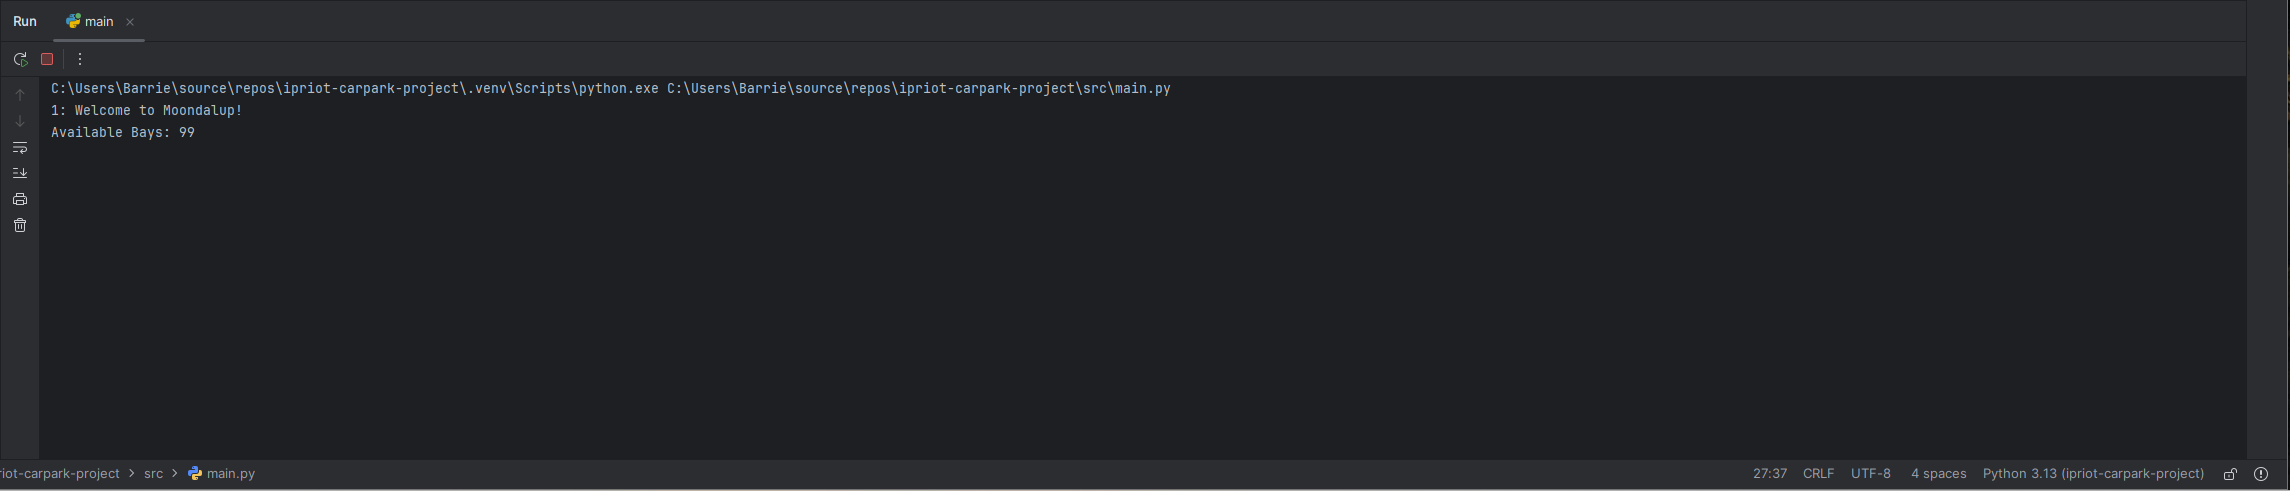 Run main
C:\Users\Barrie\source\repos\ipriot-carpark-project\.venv\Scripts\python.exe C:\Users\Barrie\source\repos\ipriot-carpark-project\src\main.py
1: Welcome to Moondalup!
Available Bays: 99
riot-carpark-project > src > main.py 27:37 CRLF UTF-8 4 spaces Python 3.13 (ipriot-carpark-project)